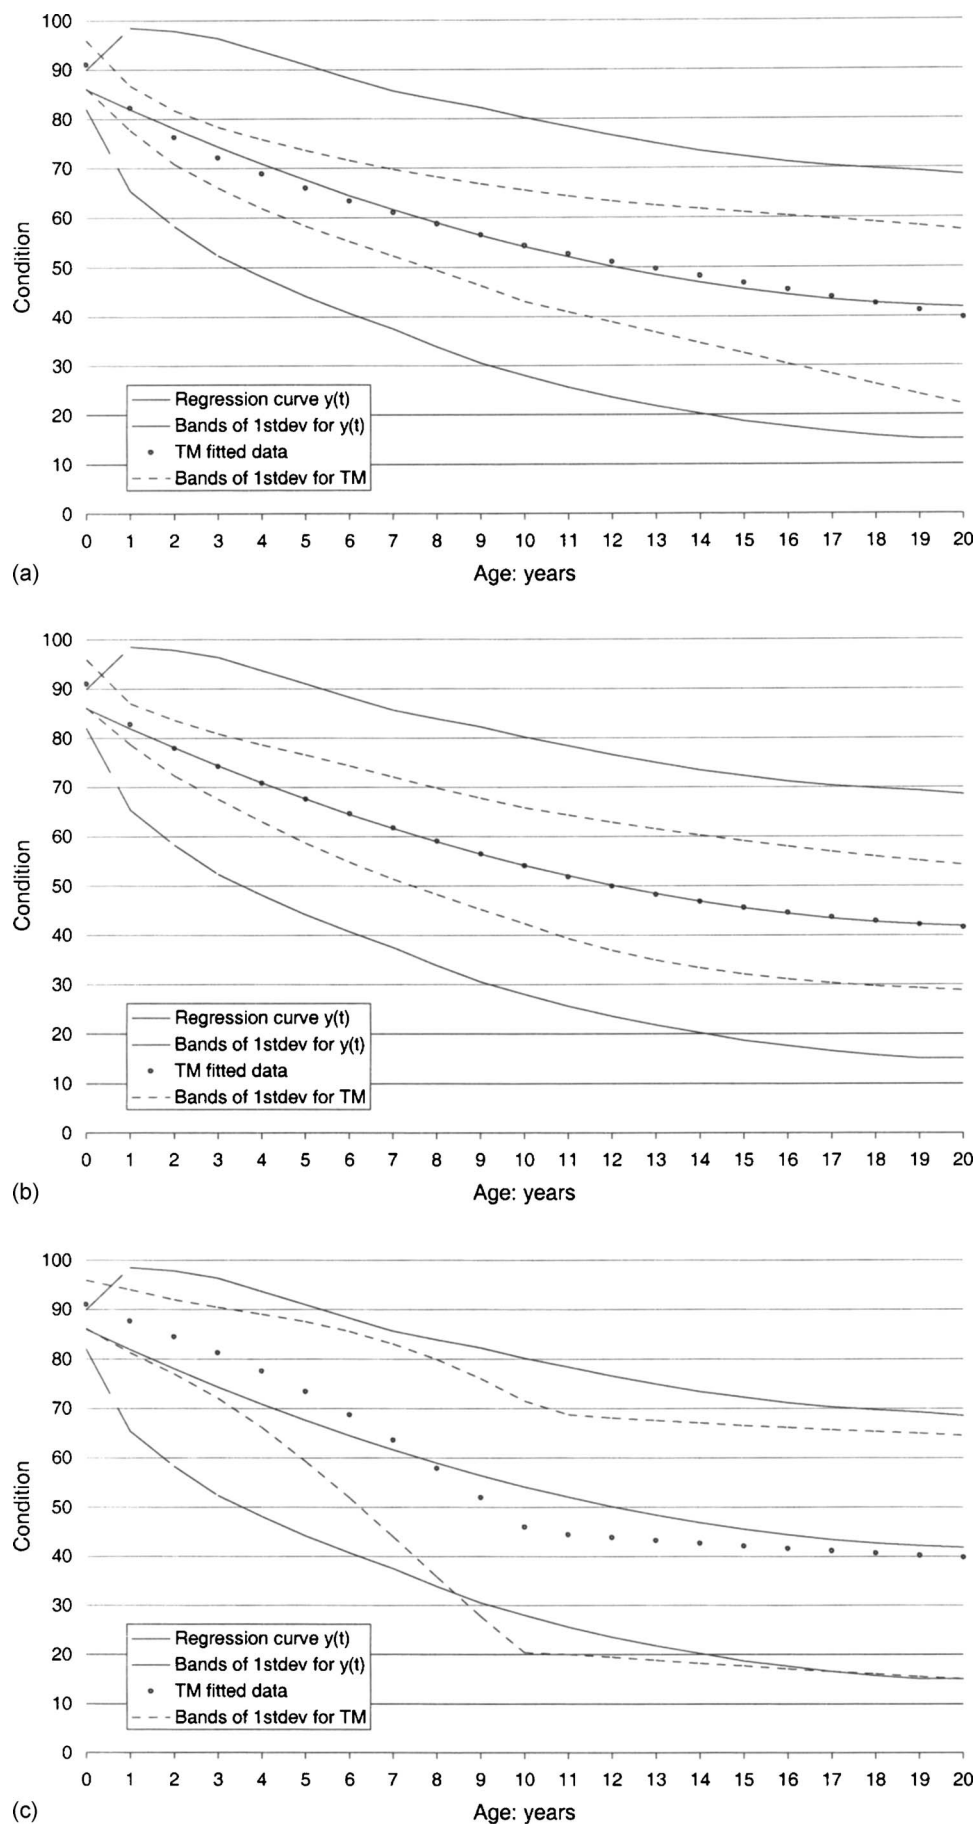 100
90
80
70
60
50
40
30
20
10
0
Condition
Regression curve y(t)
Bands of 1stdev for y(t)
TM fitted data
Bands of 1stdev for TM
0 1 2 3 4 5 6 7 8 9 10 11 12 13 14 15 16 17 18 19 20
Age: years
(a)
100
90
80
70
60
50
40
30
20
10
0
Condition
Regression curve y(t)
Bands of 1stdev for y(t)
TM fitted data
Bands of 1stdev for TM
0 1 2 3 4 5 6 7 8 9 10 11 12 13 14 15 16 17 18 19 20
Age: years
(b)
100
90
80
70
60
50
40
30
20
10
0
Condition
Regression curve y(t)
Bands of 1stdev for y(t)
TM fitted data
Bands of 1stdev for TM
0 1 2 3 4 5 6 7 8 9 10 11 12 13 14 15 16 17 18 19 20
Age: years
(c)